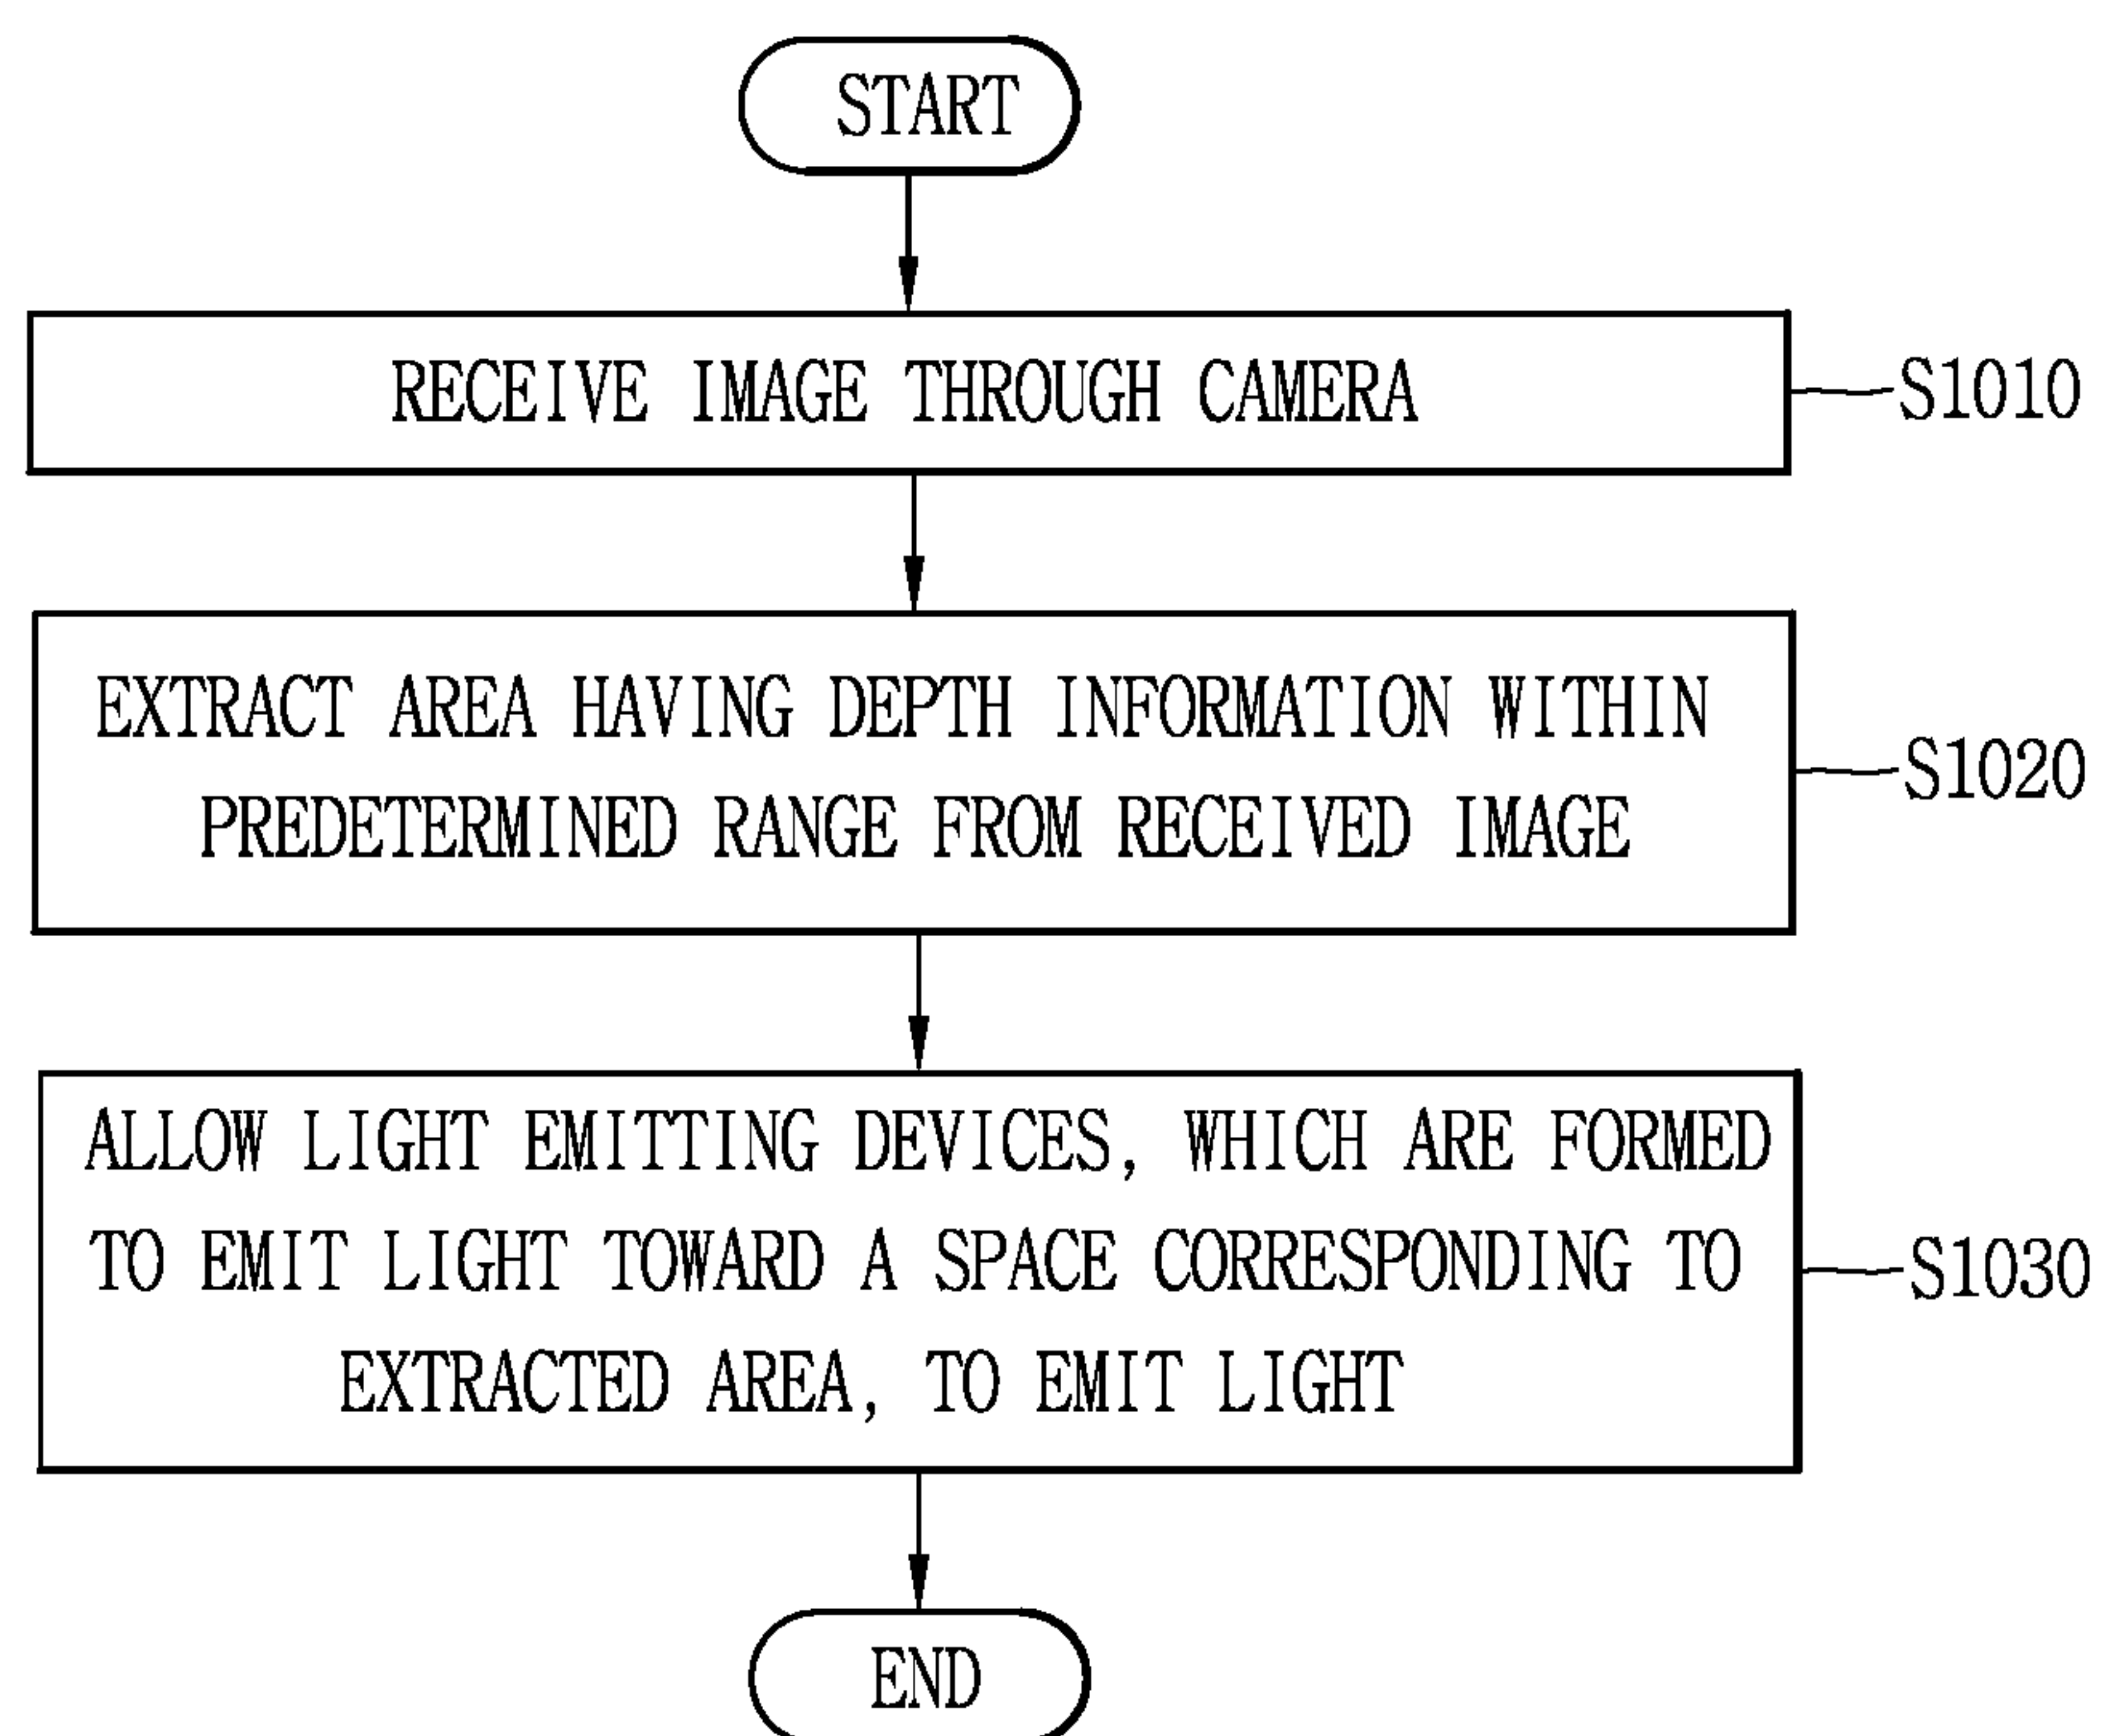 START
RECEIVE IMAGE THROUGH CAMERA
S1010
EXTRACT AREA HAVING DEPTH INFORMATION WITHIN
PREDETERMINED RANGE FROM RECEIVED IMAGE
S1020
ALLOW LIGHT EMITTING DEVICES, WHICH ARE FORMED
TO EMIT LIGHT TOWARD A SPACE CORRESPONDING TO
EXTRACTED AREA, TO EMIT LIGHT
S1030
END